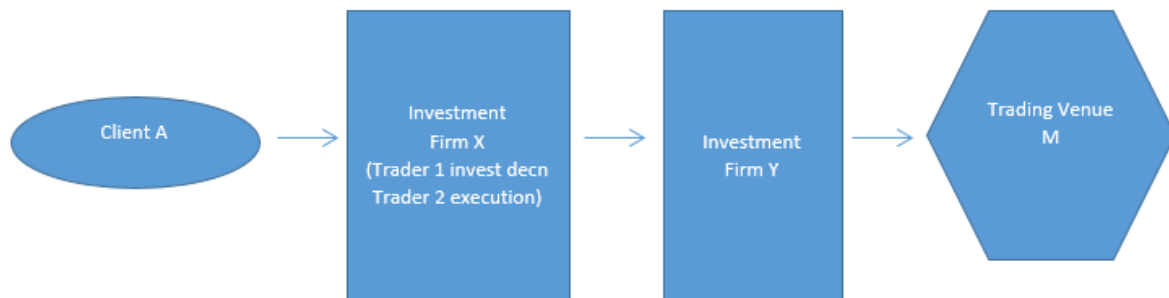 Client A
Investment
Firm X
(Trader 1 invest decn
Trader 2 execution)
Investment
Firm Y
Trading Venue
M